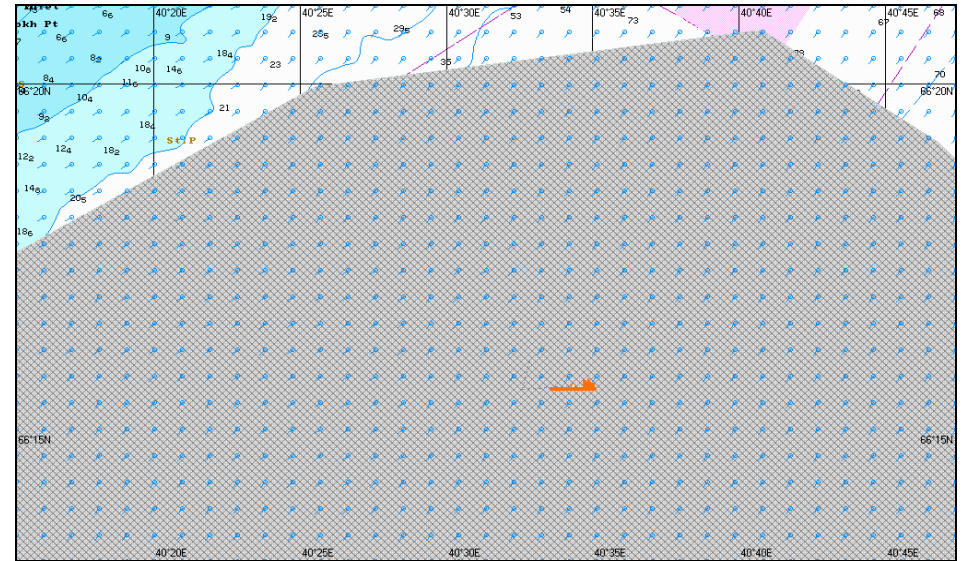 40°20E 40°25E 40°30E 40°35E 40°40E 40°45E
6₆ 19₂ 53 54 73 67 68
okh Pt
6₆ 9 25₅ 29₅
8₂ 18₄ 35
10₈ 14₆ 23 70
8₄ 11₆
66°20N 66°20N
10₄ 21
9₂ 18₄
St:P
12₂ 12₄ 18₂
14₆ 20₅
18₆
66°15N 66°15N
40°20E 40°25E 40°30E 40°35E 40°40E 40°45E